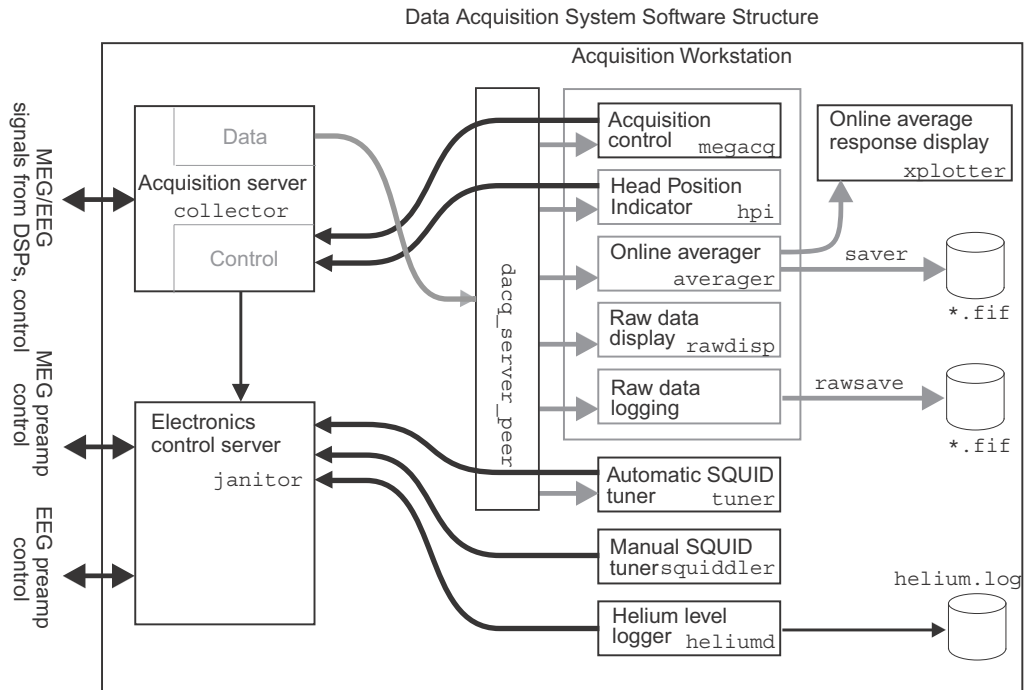 Data Acquisition System Software Structure
Acquisition Workstation
MEG/EEG
signals from DSPs, control
MEG preamp
control
EEG preamp
control
Data
Acquisition server
collector
Control
Electronics
control server
janitor
dacq_server_peer
Acquisition
control
megacq
Head Position
Indicator
hpi
Online averager
averager
Raw data
display
rawdisp
Raw data
logging
Automatic SQUID
tuner
tuner
Manual SQUID
tuner squiddler
Helium level
logger
heliumd
Online average
response display
xplotter
saver
*.fif
rawsave
*.fif
helium.log